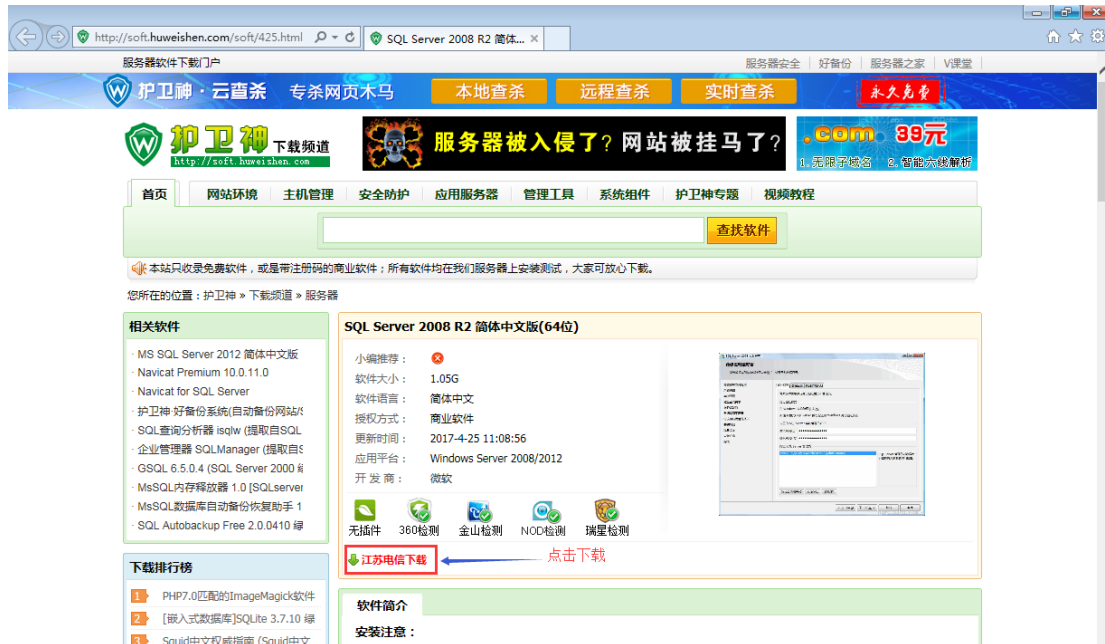 http://soft.huweishen.com/soft/425.html
SQL Server 2008 R2 简体...
服务器软件下载门户
服务器安全 | 好备份 | 服务器之家 | V课堂
护卫神·云查杀 专杀网页木马 本地查杀 远程查杀 实时查杀 永久免费
护卫神 下载频道
http://soft.huweishen.com
服务器被入侵了？网站被挂马了？
.com 39元
1.无限子域名 2.智能六线解析
首页 网站环境 主机管理 安全防护 应用服务器 管理工具 系统组件 护卫神专题 视频教程
查找软件
本站只收录免费软件，或是带注册码的商业软件；所有软件均在我们服务器上安装测试，大家可放心下载。
您所在的位置：护卫神 » 下载频道 » 服务器
相关软件
· MS SQL Server 2012 简体中文版
· Navicat Premium 10.0.11.0
· Navicat for SQL Server
· 护卫神·好备份系统(自动备份网站/S
· SQL查询分析器 isqlw (提取自SQL
· 企业管理器 SQLManager (提取自S
· GSQL 6.5.0.4 (SQL Server 2000 绿
· MsSQL内存释放器 1.0 [SQLserver
· MsSQL数据库自动备份恢复助手 1
· SQL Autobackup Free 2.0.0410 绿
下载排行榜
1 PHP7.0匹配的ImageMagick软件
2 [嵌入式数据库]SQLite 3.7.10 绿
3 Squid中文权威指南 (Squid中文
SQL Server 2008 R2 简体中文版(64位)
小编推荐：
软件大小： 1.05G
软件语言： 简体中文
授权方式： 商业软件
更新时间： 2017-4-25 11:08:56
应用平台： Windows Server 2008/2012
开 发 商： 微软
无插件 360检测 金山检测 NOD检测 瑞星检测
江苏电信下载
点击下载
软件简介
安装注意：